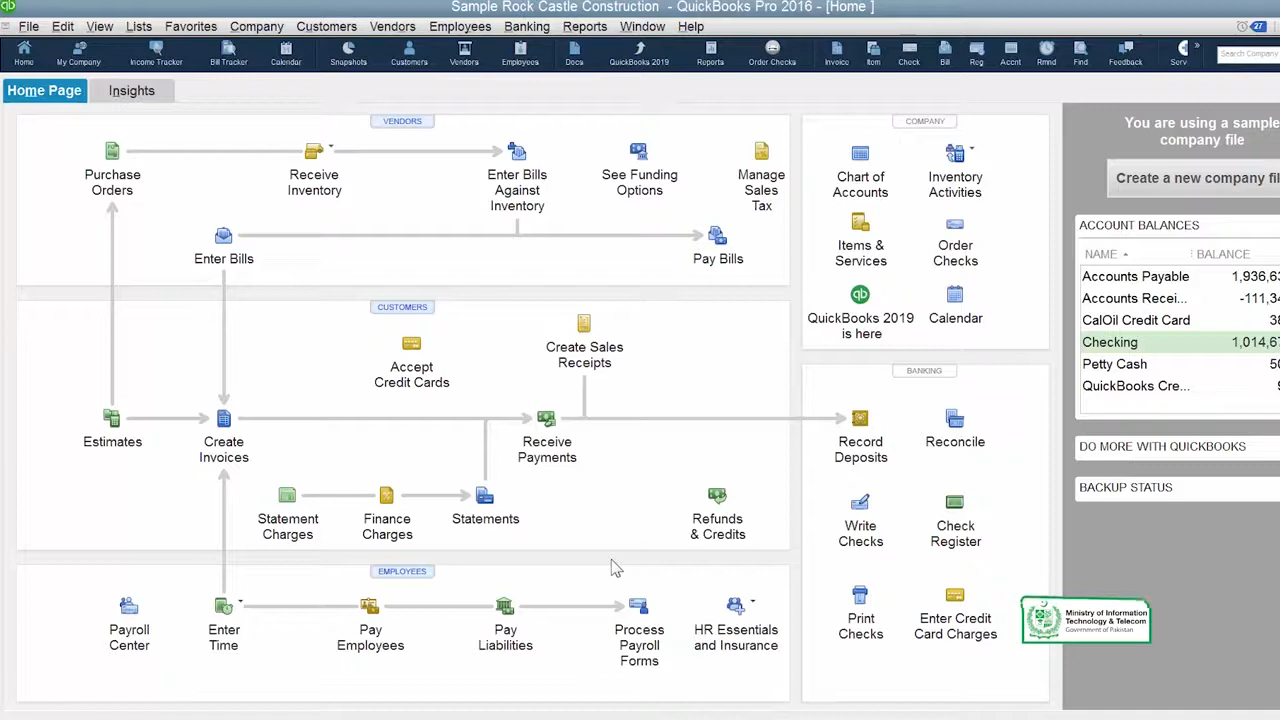 Sample Rock Castle Construction - QuickBooks Pro 2016 - [Home ]
File Edit View Lists Favorites Company Customers Vendors Employees Banking Reports Window Help
27
Home My Company Income Tracker Bill Tracker Calendar Snapshots Customers Vendors Employees Docs QuickBooks 2019 Reports Order Checks Invoice Item Check Bill Reg Accnt Rmnd Find Feedback Serv
Search Company
Home Page Insights
VENDORS
Purchase
Orders
Receive
Inventory
Enter Bills
Against
Inventory
See Funding
Options
Manage
Sales
Tax
Enter Bills
Pay Bills
CUSTOMERS
Create Sales
Receipts
Accept
Credit Cards
Estimates
Create
Invoices
Receive
Payments
Statement
Charges
Finance
Charges
Statements
Refunds
& Credits
EMPLOYEES
Payroll
Center
Enter
Time
Pay
Employees
Pay
Liabilities
Process
Payroll
Forms
HR Essentials
and Insurance
COMPANY
Chart of
Accounts
Inventory
Activities
Items &
Services
Order
Checks
qb
QuickBooks 2019
is here
Calendar
BANKING
Record
Deposits
Reconcile
Write
Checks
Check
Register
Print
Checks
Enter Credit
Card Charges
You are using a sample
company file
Create a new company fil
ACCOUNT BALANCES
NAME BALANCE
Accounts Payable 1,936,63
Accounts Recei... -111,34
CalOil Credit Card 38
Checking 1,014,67
Petty Cash 50
QuickBooks Cre...
DO MORE WITH QUICKBOOKS
BACKUP STATUS
Ministry of Information
Technology & Telecom
Government of Pakistan